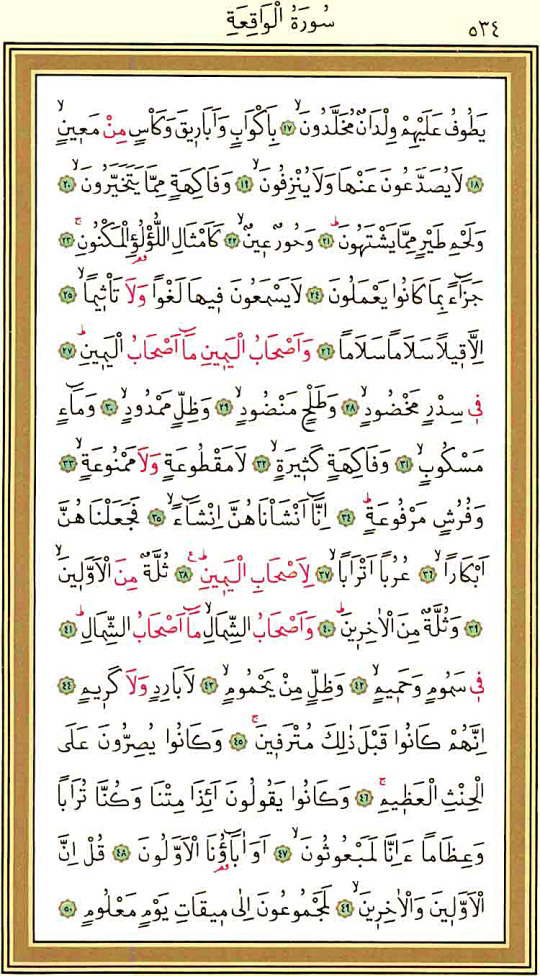 سُورَةُ الْوَاقِعَةِ ٥٣٤
يَطُوفُ عَلَيْهِمْ وِلْدَانٌ مُخَلَّدُونَۙ ﴿١٧﴾ بِاَكْوَابٍ وَاَبَار۪يقَ وَكَأْسٍ مِنْ مَع۪ينٍۙ
﴿١٨﴾ لَا يُصَدَّعُونَ عَنْهَا وَلَا يُنْزِفُونَۙ ﴿١٩﴾ وَفَاكِهَةٍ مِمَّا يَتَخَيَّرُونَۙ ﴿٢٠﴾
وَلَحْمِ طَيْرٍ مِمَّا يَشْتَهُونَۜ ﴿٢١﴾ وَحُورٌ ع۪ينٌۙ ﴿٢٢﴾ كَاَمْثَالِ اللُّؤْلُؤِ۬ الْمَكْنُونِۚ ﴿٢٣﴾
جَزَٓاءً بِمَا كَانُوا يَعْمَلُونَ ﴿٢٤﴾ لَا يَسْمَعُونَ ف۪يهَا لَغْوًا وَلَا تَأْث۪يمًاۙ ﴿٢٥﴾
اِلَّا ق۪يلًا سَلَامًا سَلَامًا ﴿٢٦﴾ وَاَصْحَابُ الْيَم۪ينِ مَٓا اَصْحَابُ الْيَم۪ينِۜ ﴿٢٧﴾
ف۪ي سِدْرٍ مَخْضُودٍۙ ﴿٢٨﴾ وَطَلْحٍ مَنْضُودٍۙ ﴿٢٩﴾ وَظِلٍّ مَمْدُودٍۙ ﴿٣٠﴾ وَمَٓاءٍ
مَسْكُوبٍۙ ﴿٣١﴾ وَفَاكِهَةٍ كَث۪يرَةٍۙ ﴿٣٢﴾ لَا مَقْطُوعَةٍ وَلَا مَمْنُوعَةٍۙ ﴿٣٣﴾
وَفُرُشٍ مَرْفُوعَةٍۜ ﴿٣٤﴾ اِنَّٓا اَنْشَأْنَاهُنَّ اِنْشَٓاءًۙ ﴿٣٥﴾ فَجَعَلْنَاهُنَّ
اَبْكَارًاۙ ﴿٣٦﴾ عُرُبًا اَتْرَابًاۙ ﴿٣٧﴾ لِاَصْحَابِ الْيَم۪ينِۜ ﴿٣٨﴾ ثُلَّةٌ مِنَ الْاَوَّل۪ينَۙ
﴿٣٩﴾ وَثُلَّةٌ مِنَ الْاٰخِر۪ينَۜ ﴿٤٠﴾ وَاَصْحَابُ الشِّمَالِۙ مَٓا اَصْحَابُ الشِّمَالِۜ ﴿٤١﴾
ف۪ي سَمُومٍ وَحَم۪يمٍۙ ﴿٤٢﴾ وَظِلٍّ مِنْ يَحْمُومٍۙ ﴿٤٣﴾ لَا بَارِدٍ وَلَا كَر۪يمٍ ﴿٤٤﴾
اِنَّهُمْ كَانُوا قَبْلَ ذٰلِكَ مُتْرَف۪ينَۚ ﴿٤٥﴾ وَكَانُوا يُصِرُّونَ عَلَى
الْحِنْثِ الْعَظ۪يمِۚ ﴿٤٦﴾ وَكَانُوا يَقُولُونَ اَئِذَا مِتْنَا وَكُنَّا تُرَابًا
وَعِظَامًا ءَاِنَّا لَمَبْعُوثُونَۙ ﴿٤٧﴾ اَوَاٰبَٓاؤُ۬نَا الْاَوَّلُونَ ﴿٤٨﴾ قُلْ اِنَّ
الْاَوَّل۪ينَ وَالْاٰخِر۪ينَۙ ﴿٤٩﴾ لَمَجْمُوعُونَ اِلٰى م۪يقَاتِ يَوْمٍ مَعْلُومٍ ﴿٥٠﴾